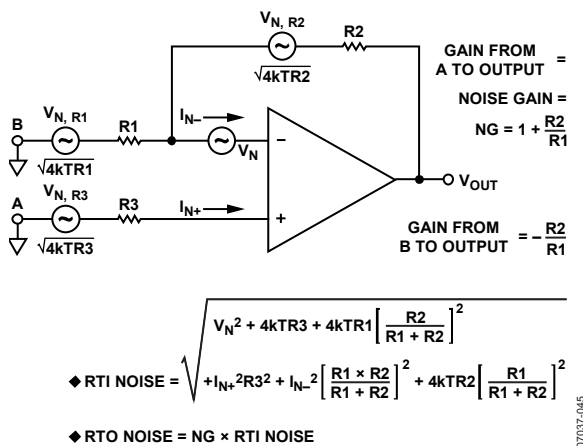 V_N, R2
R2
√4kTR2
GAIN FROM
A TO OUTPUT =
NOISE GAIN =
NG = 1 + R2/R1
B
V_N, R1
R1
I_N–
√4kTR1
V_N
–
A
V_N, R3
R3
I_N+
√4kTR3
+
V_OUT
GAIN FROM
B TO OUTPUT = – R2/R1
◆ RTI NOISE = √ V_N² + 4kTR3 + 4kTR1 [R2/(R1 + R2)]²
+I_N+²R3² + I_N–² [(R1 × R2)/(R1 + R2)]² + 4kTR2 [R1/(R1 + R2)]²
◆ RTO NOISE = NG × RTI NOISE
07037-045